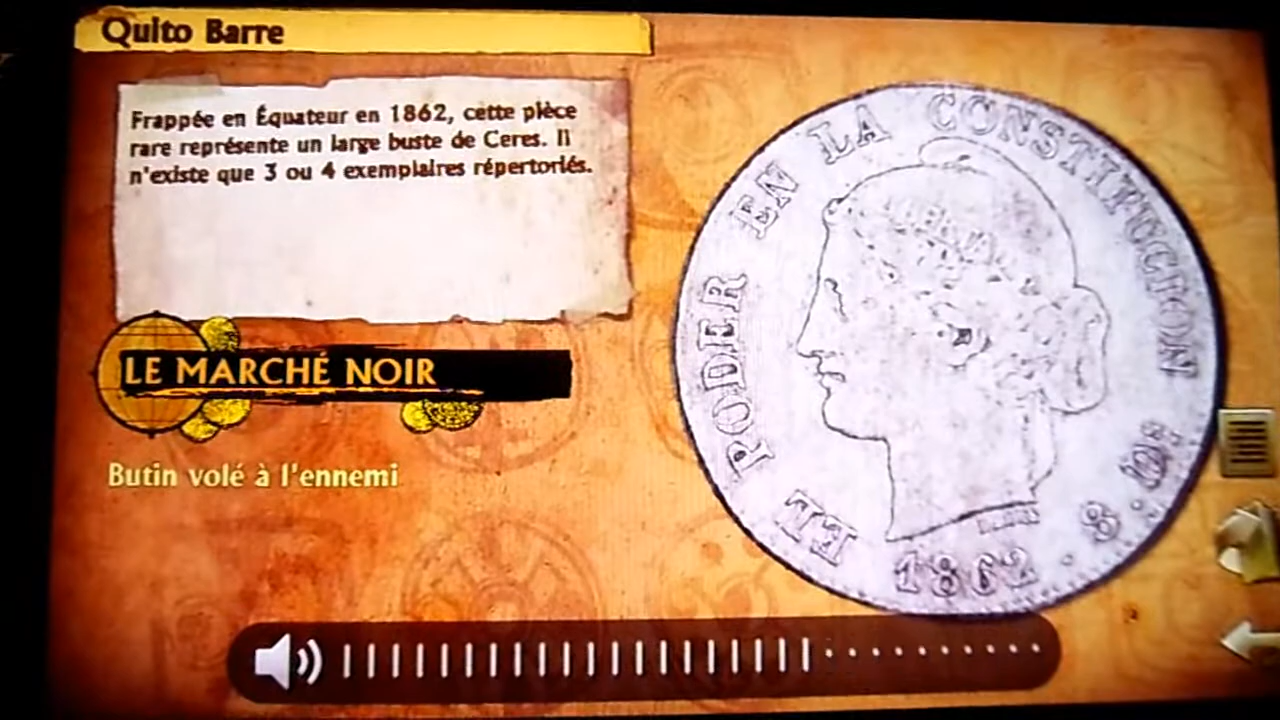 Quito Barre
Frappée en Équateur en 1862, cette pièce
rare représente un large buste de Ceres. Il
n'existe que 3 ou 4 exemplaires répertoriés.
LE MARCHÉ NOIR
Butin volé à l'ennemi
EL PODER EN LA CONSTITUCION
1862. 8.